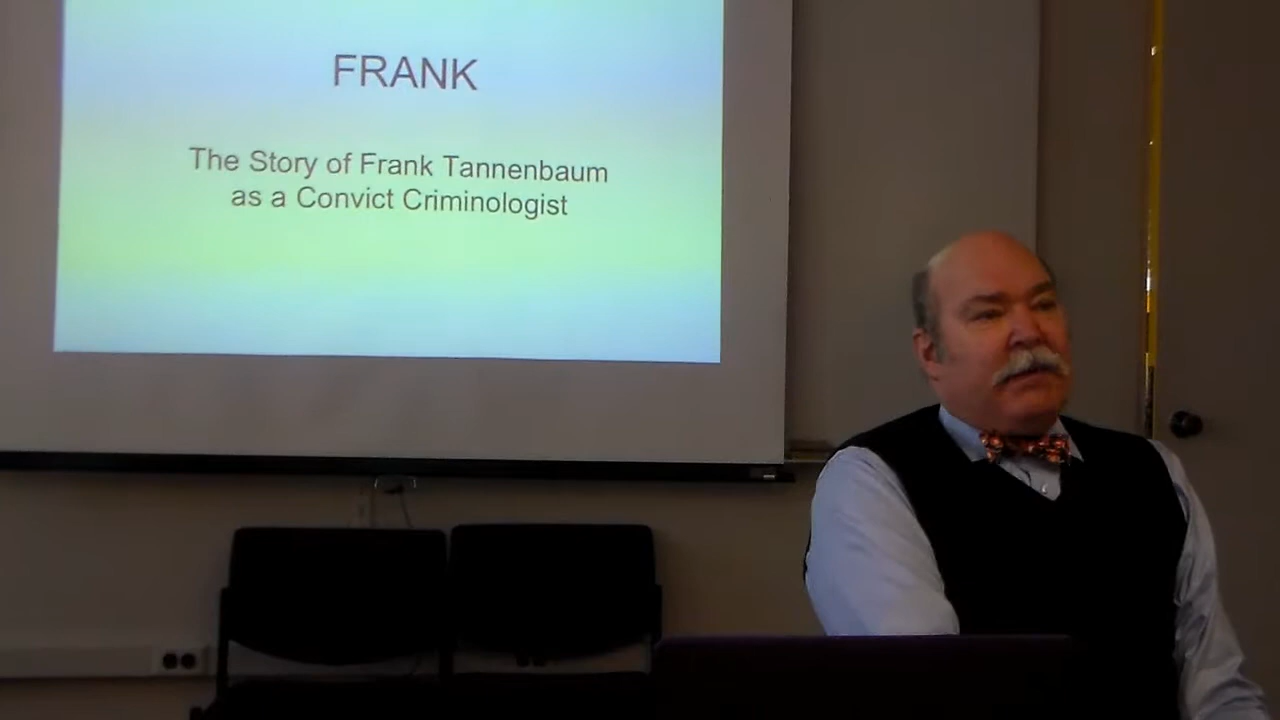 FRANK
The Story of Frank Tannenbaum
as a Convict Criminologist